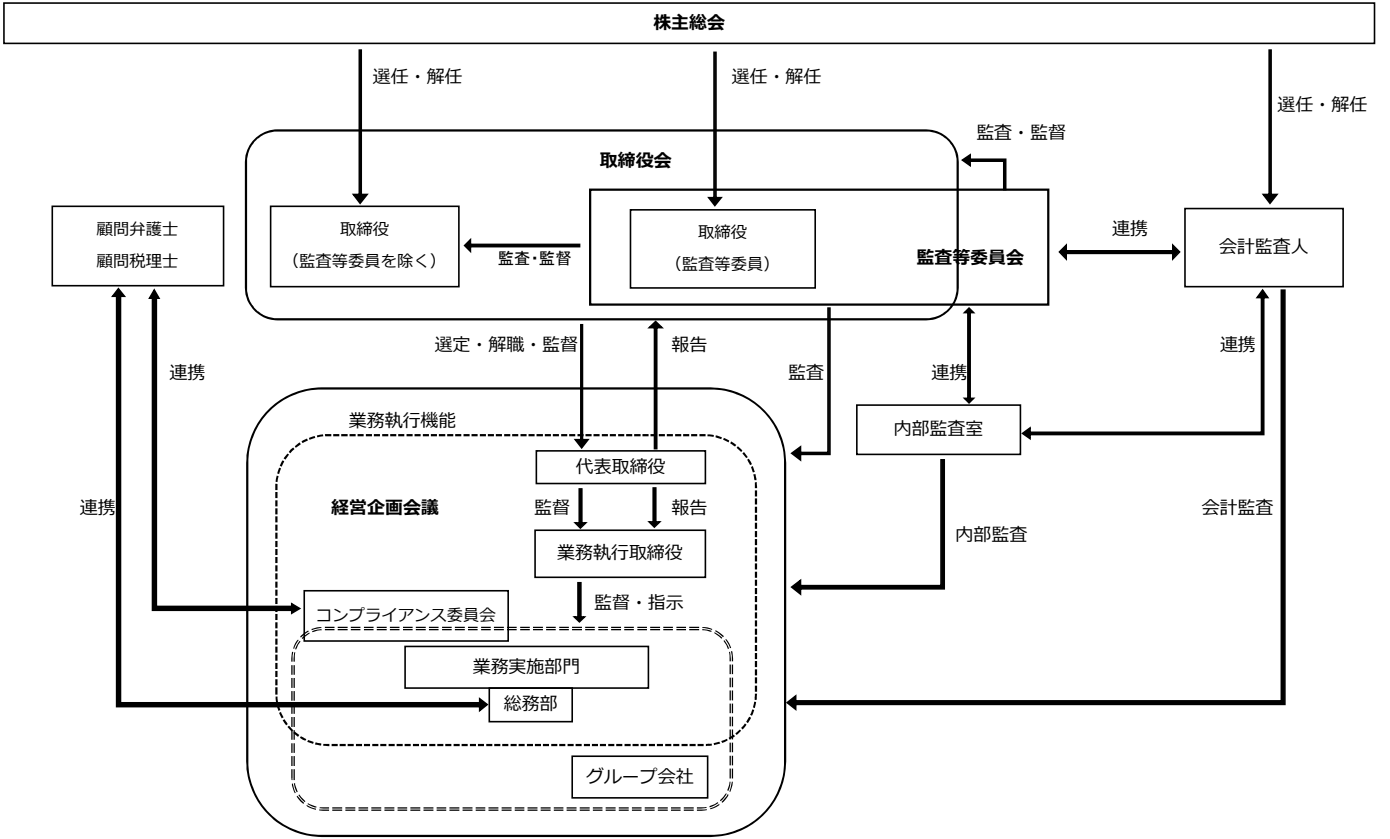 株主総会
選任・解任
選任・解任
選任・解任
監査・監督
取締役会
顧問弁護士
顧問税理士
取締役
（監査等委員を除く）
監査・監督
取締役
（監査等委員）
監査等委員会
連携
会計監査人
選定・解職・監督
報告
監査
連携
連携
連携
業務執行機能
内部監査室
代表取締役
経営企画会議
監督
報告
連携
会計監査
内部監査
業務執行取締役
監督・指示
コンプライアンス委員会
業務実施部門
総務部
グループ会社